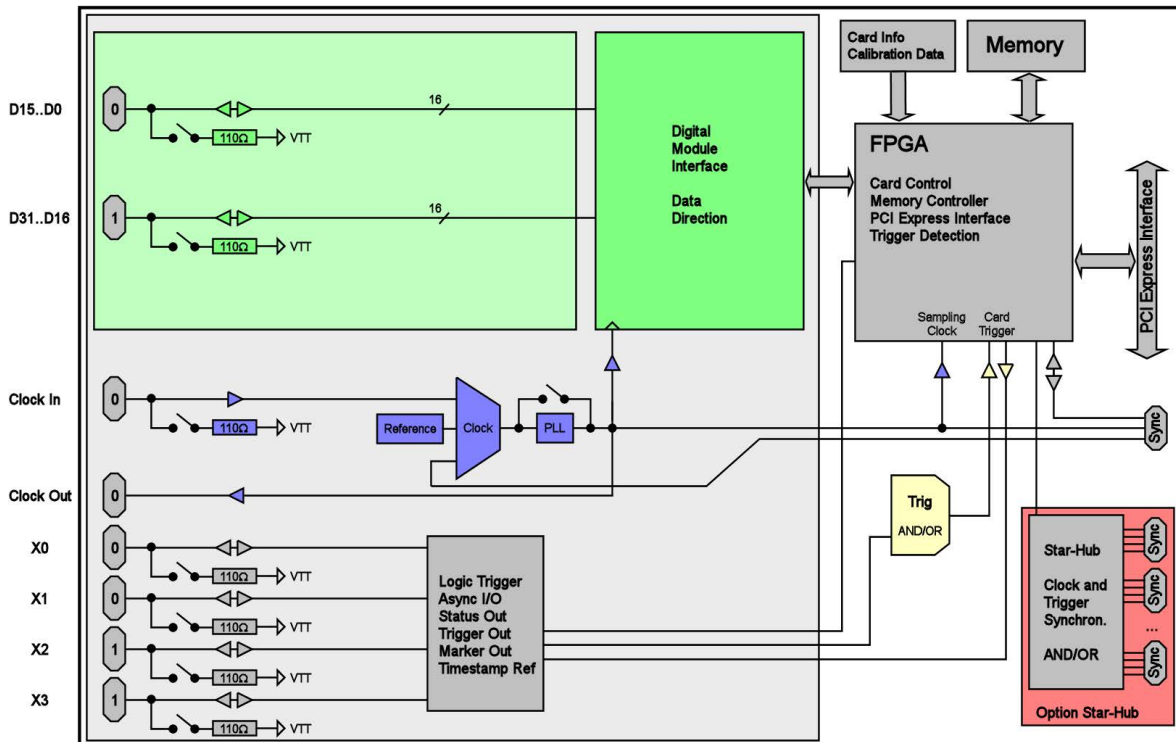 Card Info
Calibration Data
Memory
D15..D0
0
16
110Ω
VTT
Digital
Module
Interface
Data
Direction
FPGA
Card Control
Memory Controller
PCI Express Interface
Trigger Detection
D31..D16
1
16
110Ω
VTT
PCI Express Interface
Sampling
Clock
Card
Trigger
Clock In
0
110Ω
VTT
Reference
Clock
PLL
Sync
Clock Out
0
Trig
AND/OR
X0
0
110Ω
VTT
X1
0
110Ω
VTT
X2
1
110Ω
VTT
X3
1
110Ω
VTT
Logic Trigger
Async I/O
Status Out
Trigger Out
Marker Out
Timestamp Ref
Star-Hub
Clock and
Trigger
Synchron.
AND/OR
Sync
Sync
...
Sync
Option Star-Hub